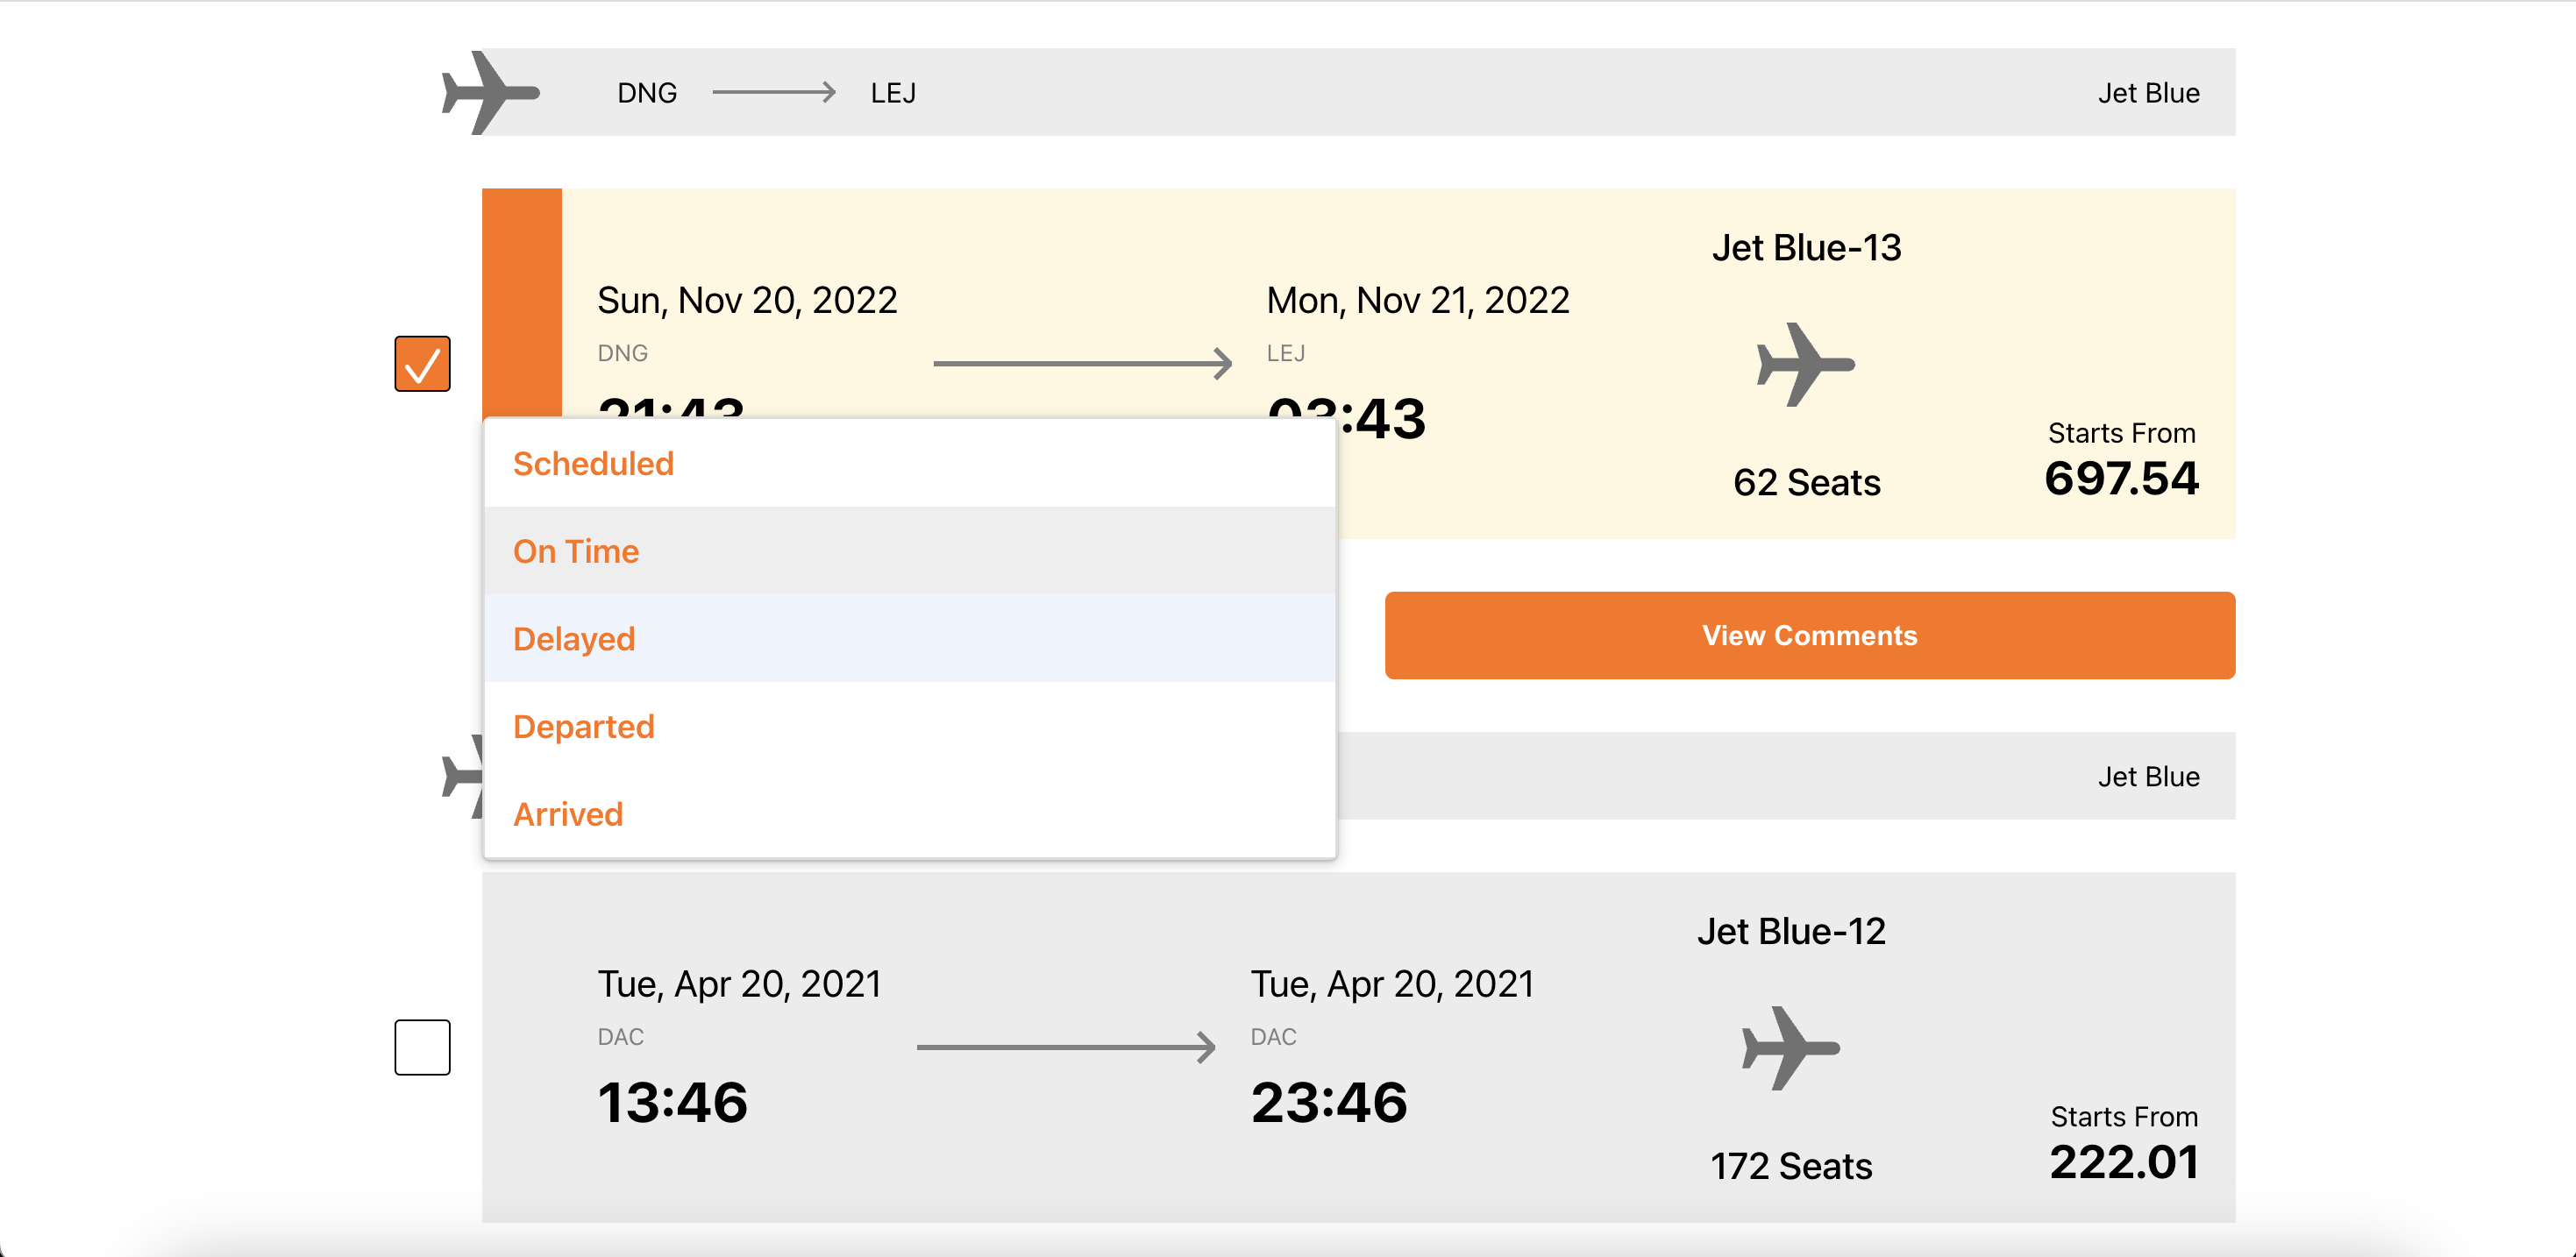 DNG LEJ Jet Blue
Jet Blue-13
Sun, Nov 20, 2022 Mon, Nov 21, 2022
DNG LEJ
21:43 03:43
Starts From
62 Seats 697.54
Scheduled
On Time
Delayed
Departed
Arrived
View Comments
Jet Blue
Jet Blue-12
Tue, Apr 20, 2021 Tue, Apr 20, 2021
DAC DAC
13:46 23:46
Starts From
172 Seats 222.01